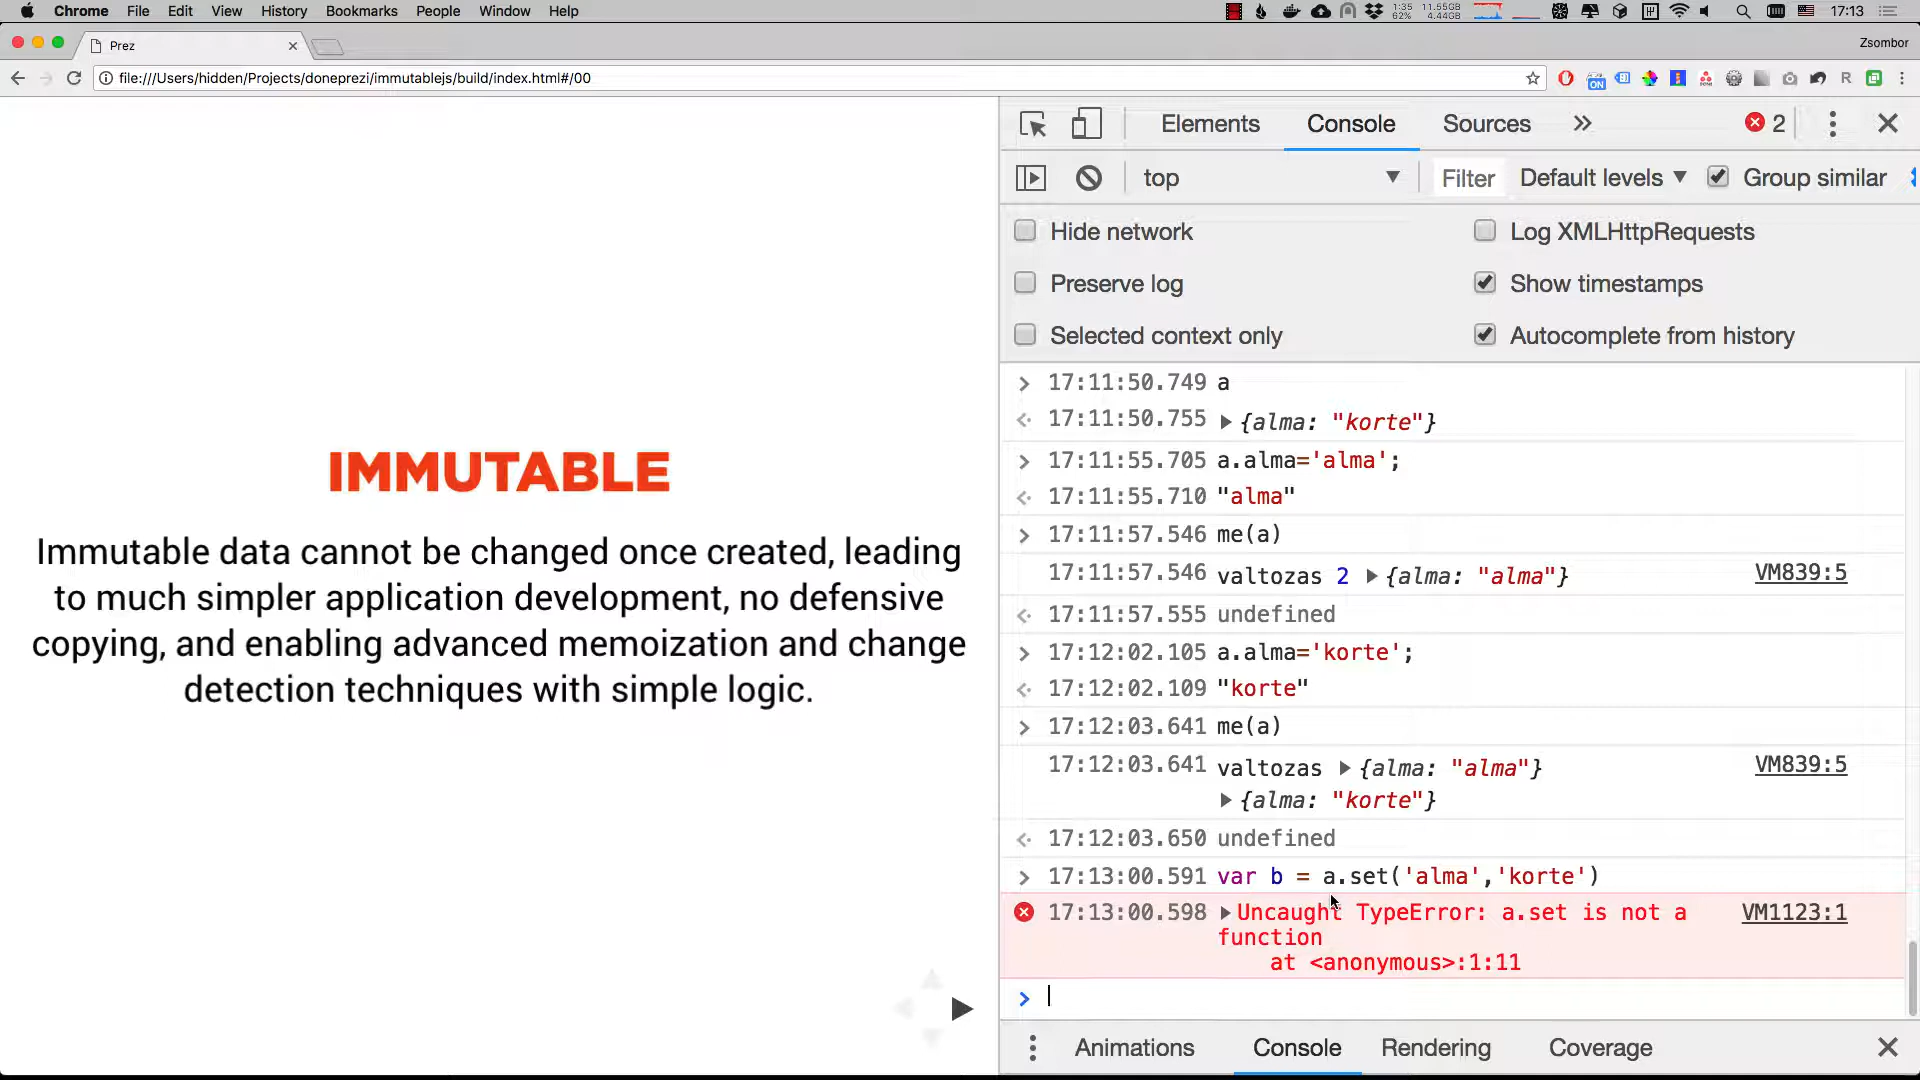 Chrome File Edit View History Bookmarks People Window Help
1:35 62% 11.55GB 4.44GB 17:13
Prez
Zsombor
file:///Users/hidden/Projects/doneprezi/immutablejs/build/index.html#/00
ON
R
IMMUTABLE
Immutable data cannot be changed once created, leading
to much simpler application development, no defensive
copying, and enabling advanced memoization and change
detection techniques with simple logic.
Elements Console Sources 2
top Filter Default levels Group similar
Hide network Log XMLHttpRequests
Preserve log Show timestamps
Selected context only Autocomplete from history
17:11:50.749 a
17:11:50.755 {alma: "korte"}
17:11:55.705 a.alma='alma';
17:11:55.710 "alma"
17:11:57.546 me(a)
17:11:57.546 valtozas 2 {alma: "alma"} VM839:5
17:11:57.555 undefined
17:12:02.105 a.alma='korte';
17:12:02.109 "korte"
17:12:03.641 me(a)
17:12:03.641 valtozas {alma: "alma"} VM839:5
{alma: "korte"}
17:12:03.650 undefined
17:13:00.591 var b = a.set('alma','korte')
17:13:00.598 Uncaught TypeError: a.set is not a VM1123:1
function
at <anonymous>:1:11
Animations Console Rendering Coverage